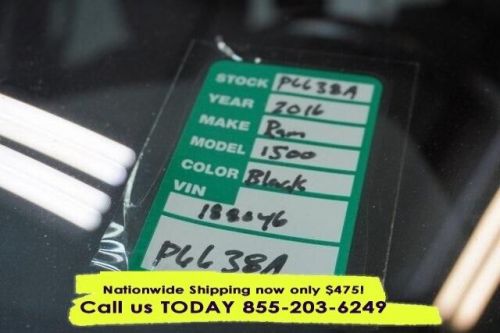 STOCK P6638A
YEAR 2016
MAKE Ram
MODEL 1500
COLOR Black
VIN
188046
P6638A
Nationwide Shipping now only $475!
Call us TODAY 855-203-6249